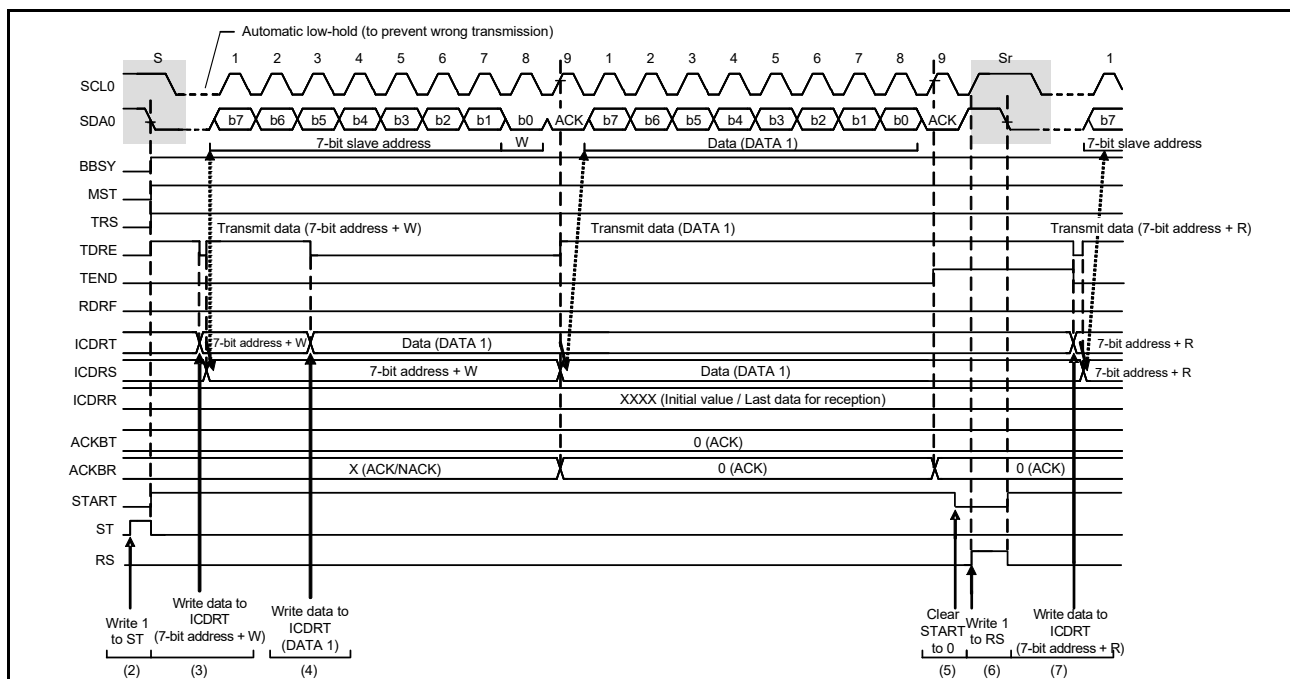 Automatic low-hold (to prevent wrong transmission)
S 1 2 3 4 5 6 7 8 9 1 2 3 4 5 6 7 8 9 Sr 1
SCL0
SDA0 b7 b6 b5 b4 b3 b2 b1 b0 ACK b7 b6 b5 b4 b3 b2 b1 b0 ACK b7
7-bit slave address W Data (DATA 1) 7-bit slave address
BBSY
MST
TRS
Transmit data (7-bit address + W) Transmit data (DATA 1) Transmit data (7-bit address + R)
TDRE
TEND
RDRF
ICDRT 7-bit address + W Data (DATA 1) 7-bit address + R
ICDRS 7-bit address + W Data (DATA 1) 7-bit address + R
ICDRR XXXX (Initial value / Last data for reception)
ACKBT 0 (ACK)
ACKBR X (ACK/NACK) 0 (ACK) 0 (ACK)
START
ST
RS
Write 1
to ST
Write data to
ICDRT
(7-bit address + W)
Write data to
ICDRT
(DATA 1)
Clear
START
to 0
Write 1
to RS
Write data to
ICDRT
(7-bit address + R)
(2) (3) (4) (5) (6) (7)